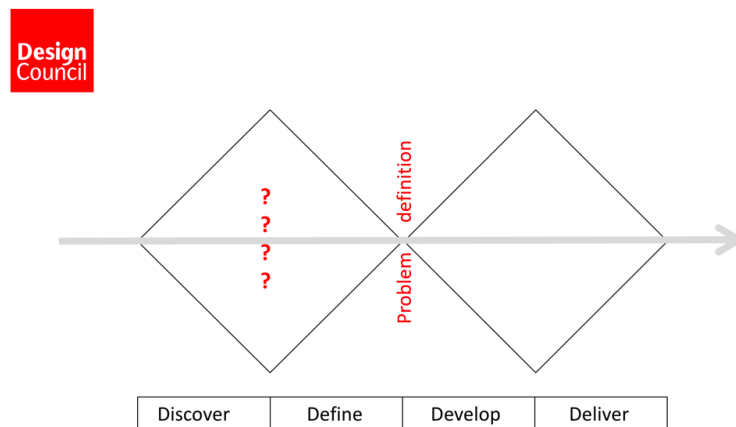 Design
Council
?
?
?
?
Problem definition
Discover
Define
Develop
Deliver